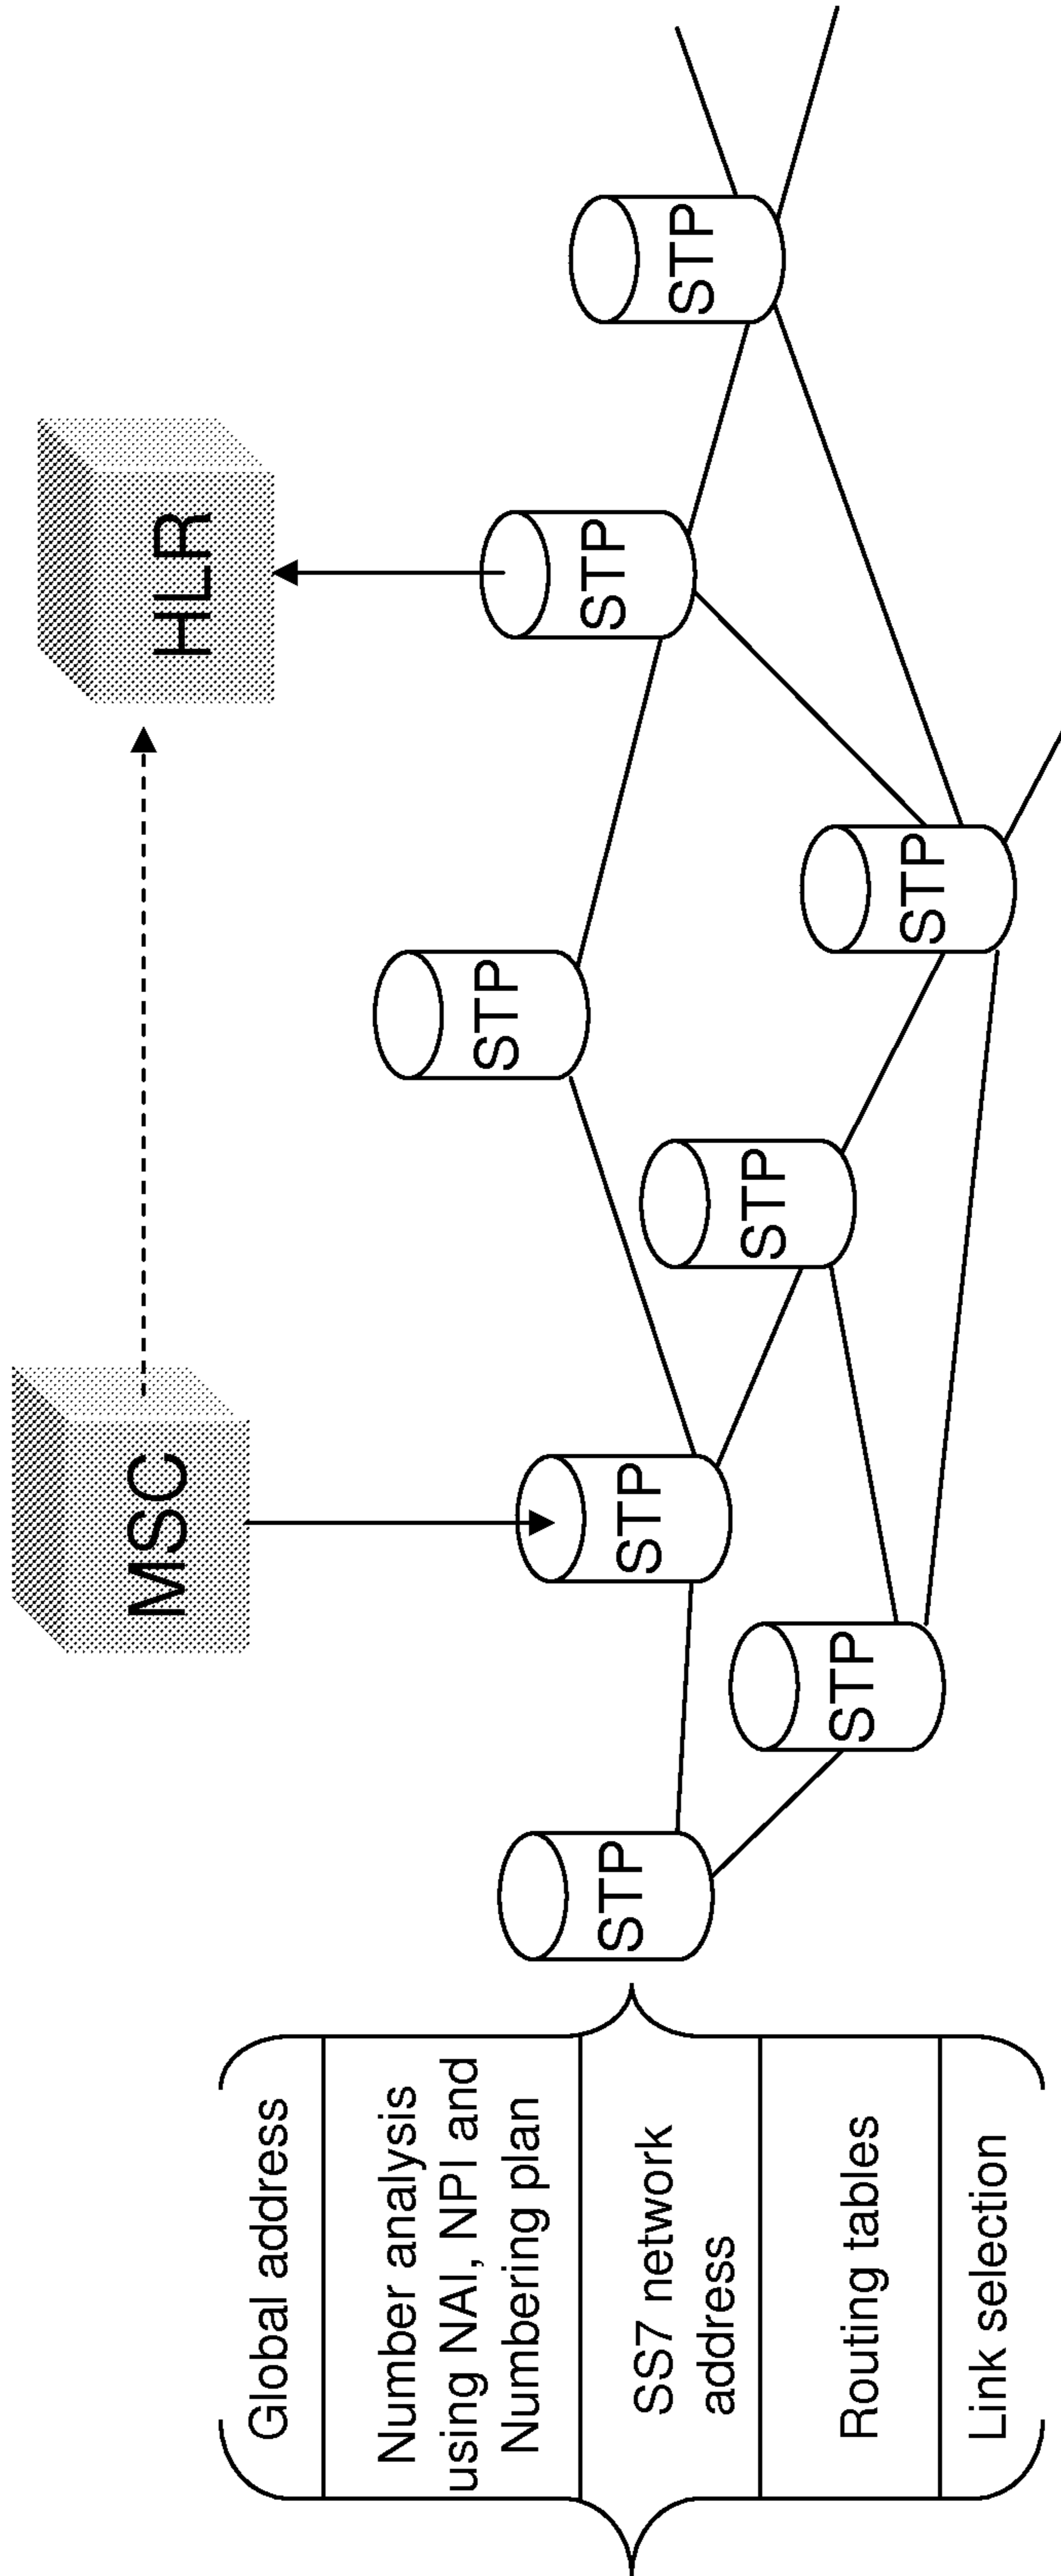 MSC
HLR
STP
STP
STP
STP
STP
STP
STP
STP
Global address
Number analysis
using NAI, NPI and
Numbering plan
SS7 network
address
Routing tables
Link selection